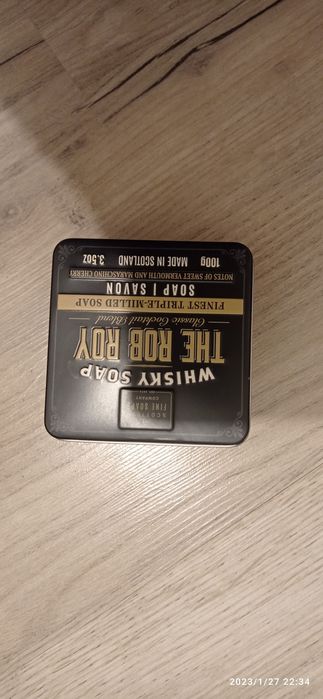 SCOTTISH
FINE SOAPS
COMPANY
WHISKY SOAP
THE ROB ROY
Classic Cocktail Blend
FINEST TRIPLE-MILLED SOAP
SOAP | SAVON
NOTES OF SWEET VERMOUTH AND MARASCHINO CHERRY
100g MADE IN SCOTLAND 3.5oz
2023/1/27 22:34